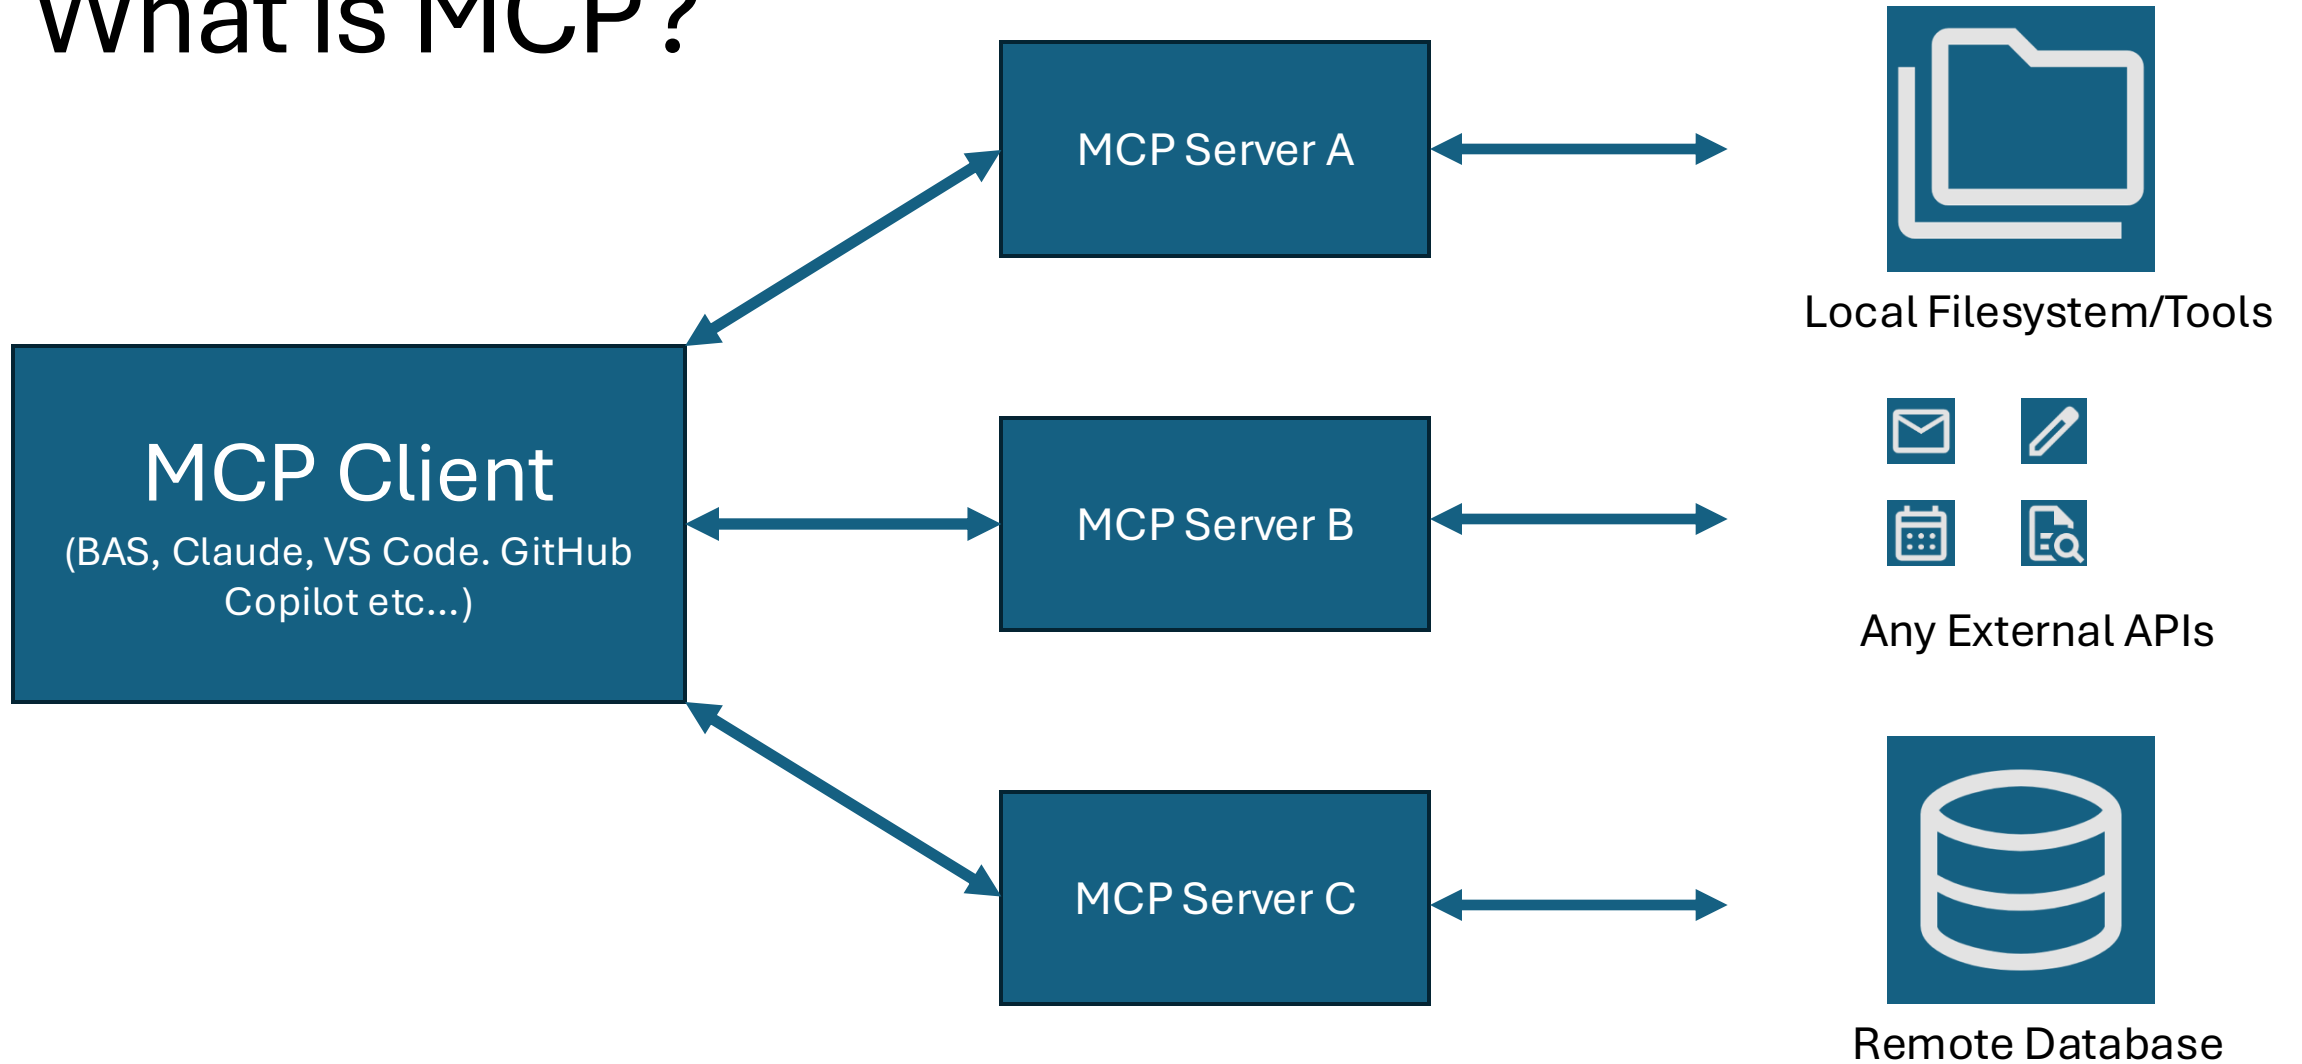 What is MCP?
MCP Server A
Local Filesystem/Tools
MCP Client
(BAS, Claude, VS Code. GitHub
Copilot etc...)
MCP Server B
Any External APIs
MCP Server C
Remote Database